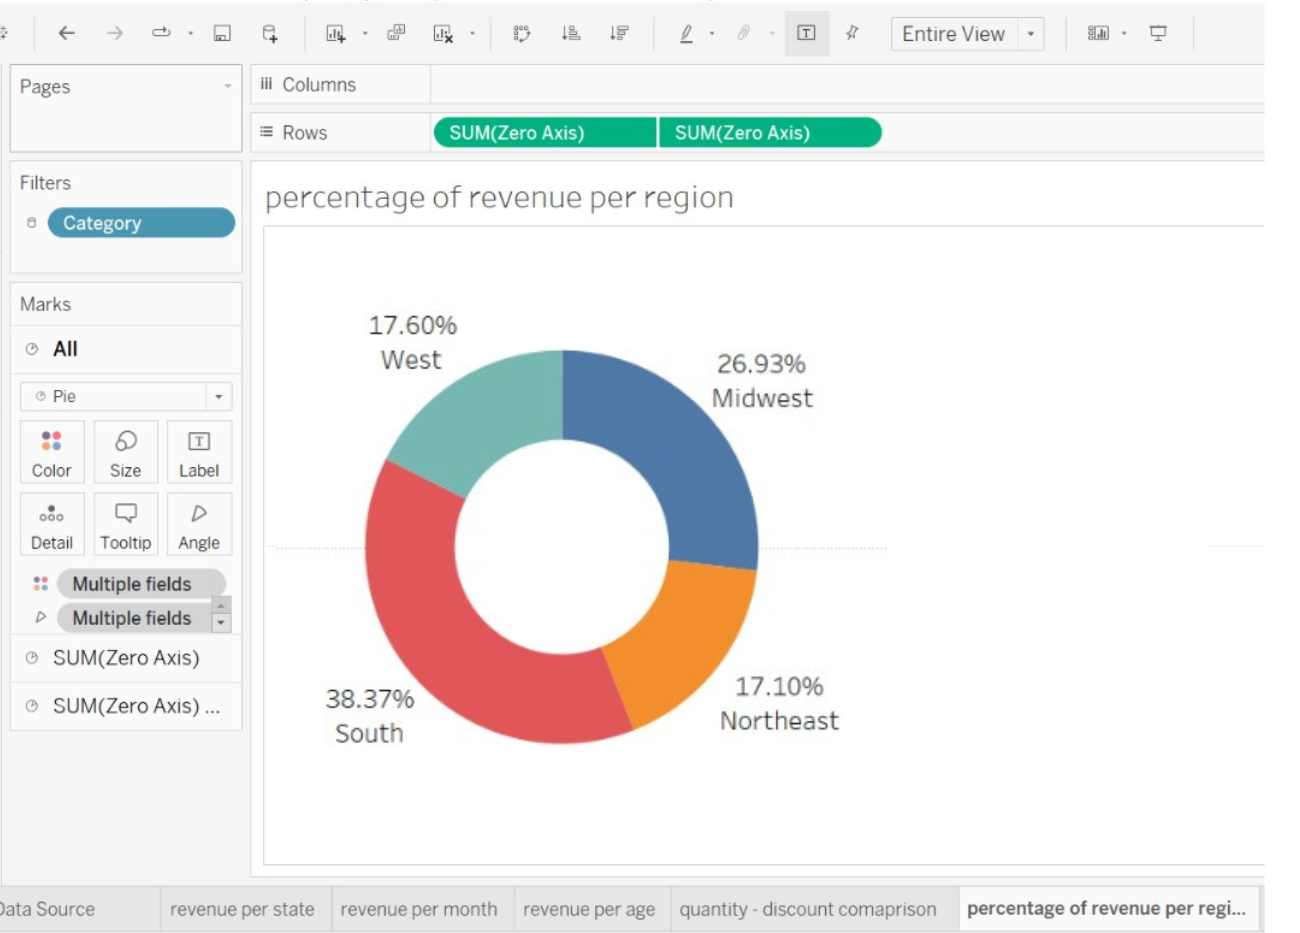 Entire View
Pages
Columns
Rows
SUM(Zero Axis)
SUM(Zero Axis)
Filters
Category
Marks
All
Pie
Color
Size
Label
Detail
Tooltip
Angle
Multiple fields
Multiple fields
SUM(Zero Axis)
SUM(Zero Axis) ...
percentage of revenue per region
17.60%
West
26.93%
Midwest
38.37%
South
17.10%
Northeast
Data Source
revenue per state
revenue per month
revenue per age
quantity - discount comaprison
percentage of revenue per regi...